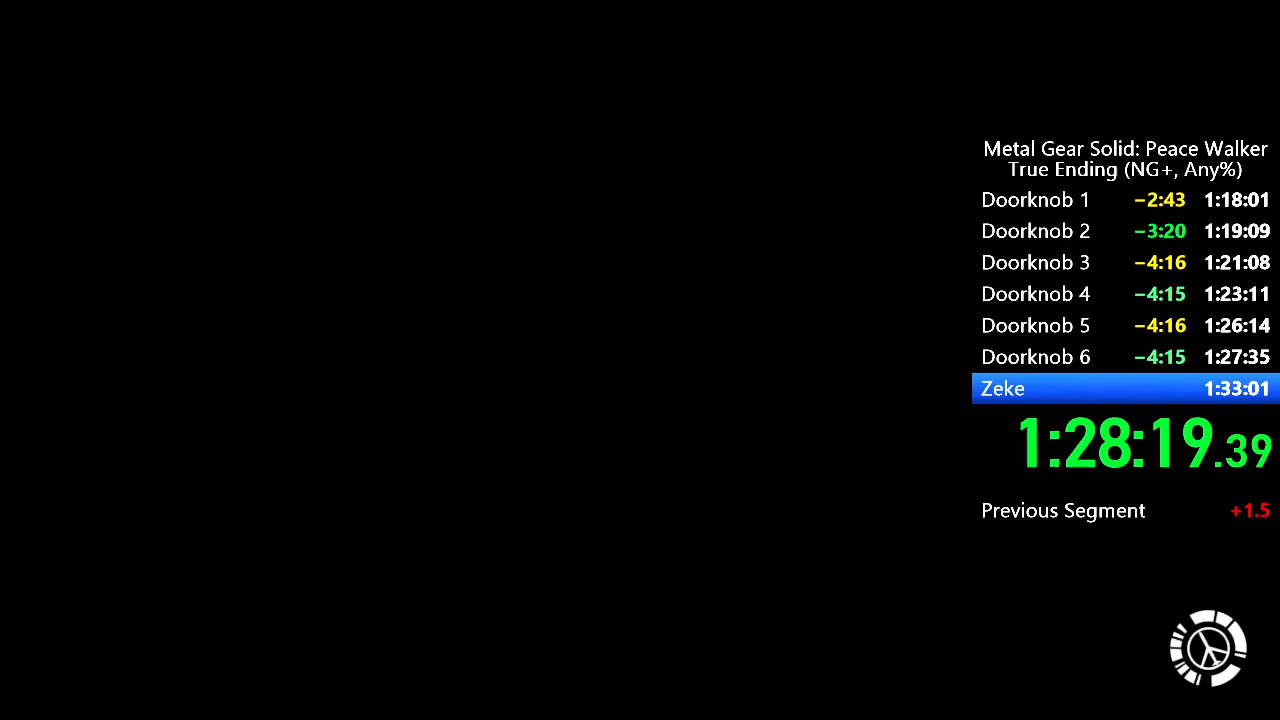 Metal Gear Solid: Peace Walker
True Ending (NG+, Any%)
Doorknob 1 −2:43 1:18:01
Doorknob 2 −3:20 1:19:09
Doorknob 3 −4:16 1:21:08
Doorknob 4 −4:15 1:23:11
Doorknob 5 −4:16 1:26:14
Doorknob 6 −4:15 1:27:35
Zeke 1:33:01
1:28:19.39
Previous Segment +1.5